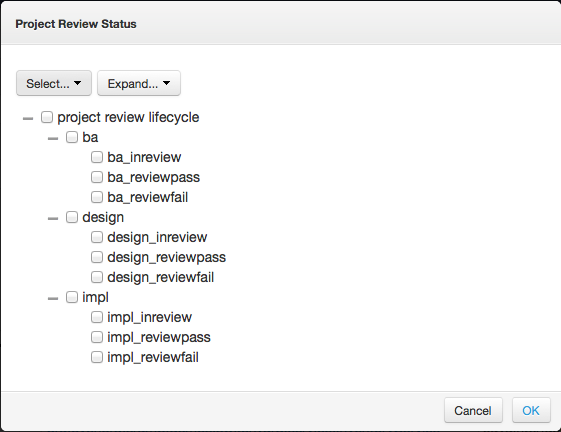 Project Review Status
Select... Expand...
project review lifecycle
ba
ba_inreview
ba_reviewpass
ba_reviewfail
design
design_inreview
design_reviewpass
design_reviewfail
impl
impl_inreview
impl_reviewpass
impl_reviewfail
Cancel OK